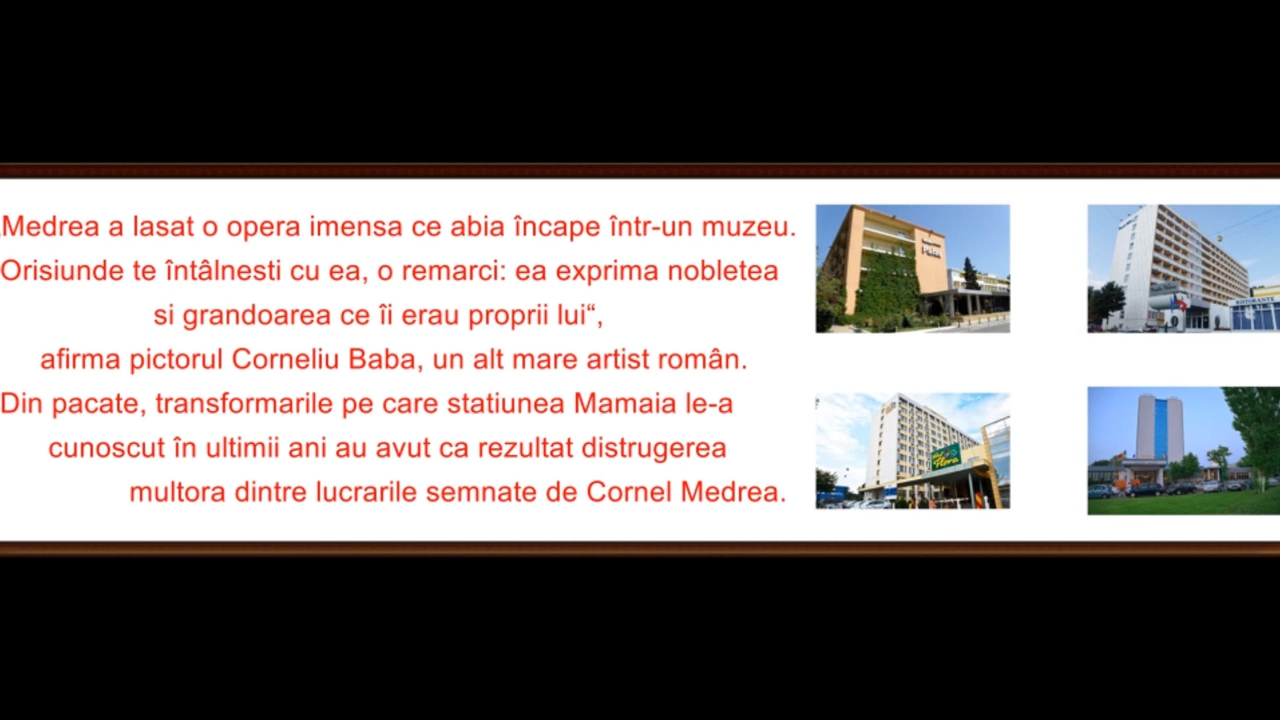 Medrea a lasat o opera imensa ce abia încape într-un muzeu.
Orisiunde te întâlnesti cu ea, o remarci: ea exprima nobletea
si grandoarea ce îi erau proprii lui“,
afirma pictorul Corneliu Baba, un alt mare artist român.
Din pacate, transformarile pe care statiunea Mamaia le-a
cunoscut în ultimii ani au avut ca rezultat distrugerea
multora dintre lucrarile semnate de Cornel Medrea.
RISTORANTE
Flora